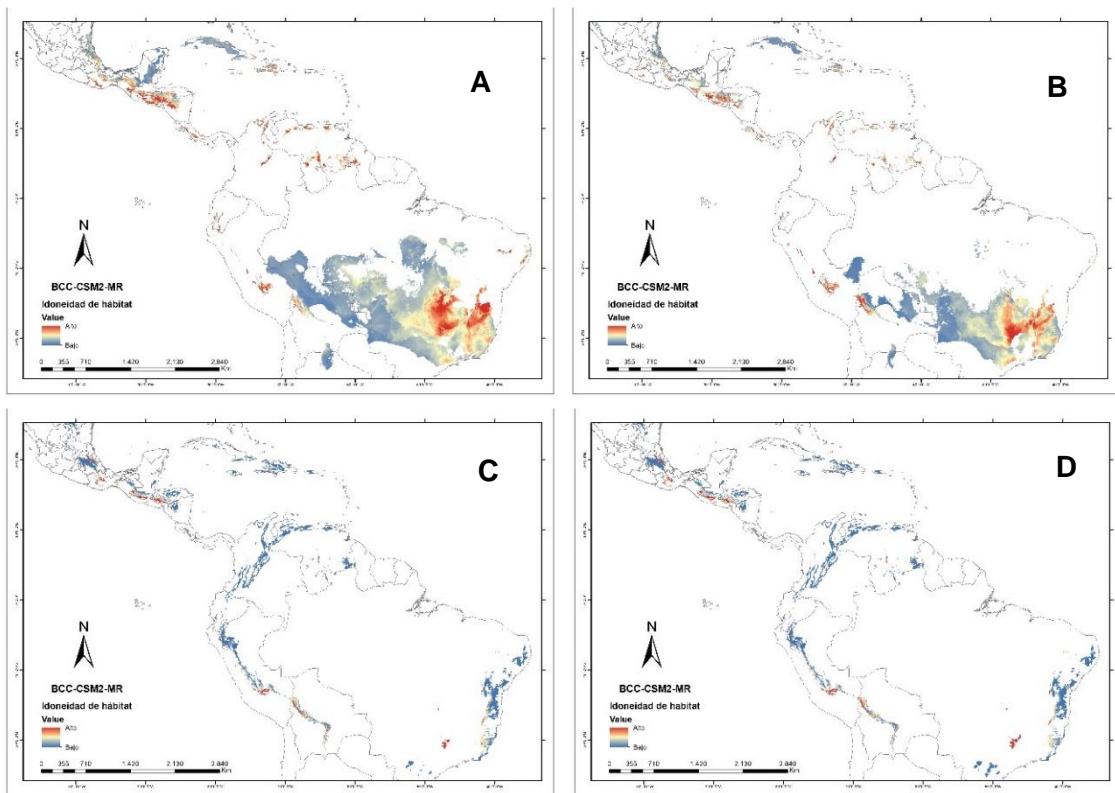 A
N
BCC-CSM2-MR
Idoneidad de hábitat
Value
Alto
Bajo
0 355 710 1.420 2.130 2.840
Km
B
N
BCC-CSM2-MR
Idoneidad de hábitat
Value
Alto
Bajo
0 355 710 1.420 2.130 2.840
Km
C
N
BCC-CSM2-MR
Idoneidad de hábitat
Value
Alto
Bajo
0 355 710 1.420 2.130 2.840
Km
D
N
BCC-CSM2-MR
Idoneidad de hábitat
Value
Alto
Bajo
0 355 710 1.420 2.130 2.840
Km